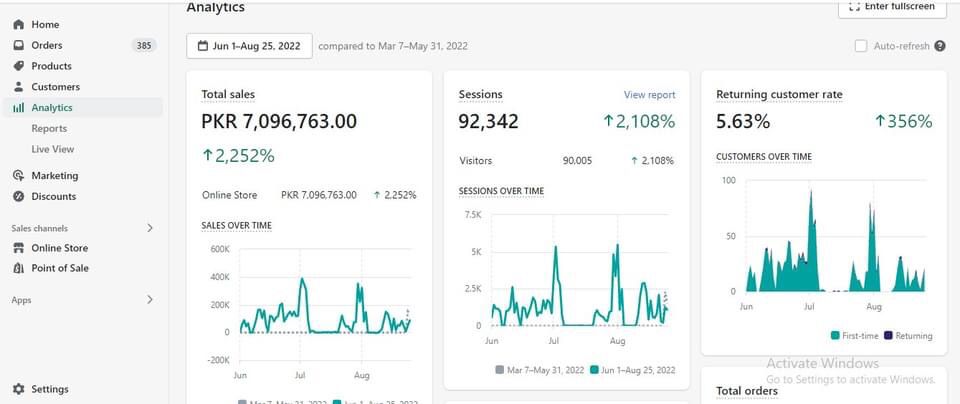 Home
Orders 385
Products
Customers
Analytics
Reports
Live View
Marketing
Discounts
Sales channels
Online Store
Point of Sale
Apps
Settings
Analytics
Enter fullscreen
Jun 1–Aug 25, 2022 compared to Mar 7–May 31, 2022
Auto-refresh ?
Total sales
PKR 7,096,763.00
↑2,252%
Online Store PKR 7,096,763.00 ↑ 2,252%
SALES OVER TIME
600K
400K
200K
0
-200K
Jun Jul Aug
Mar 7–May 31, 2022 Jun 1–Aug 25, 2022
Sessions View report
92,342 ↑2,108%
Visitors 90,005 ↑ 2,108%
SESSIONS OVER TIME
7.5K
5K
2.5K
0
Jun Jul Aug
Mar 7–May 31, 2022 Jun 1–Aug 25, 2022
Returning customer rate
5.63% ↑356%
CUSTOMERS OVER TIME
100
50
0
Jun Jul Aug
First-time Returning
Total orders
Activate Windows
Go to Settings to activate Windows.